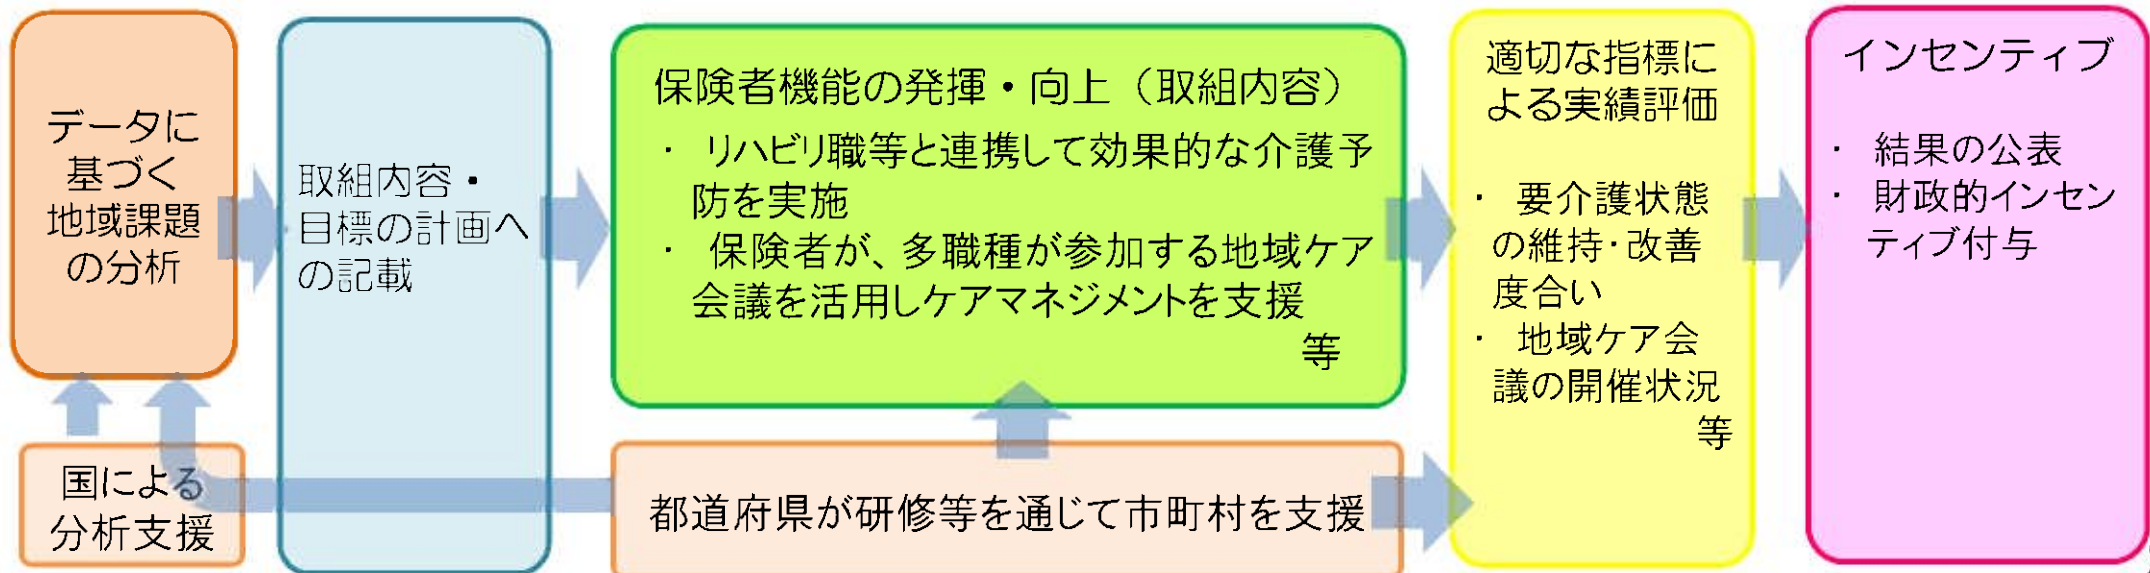 データに
基づく
地域課題
の分析
取組内容・
目標の計画へ
の記載
保険者機能の発揮・向上（取組内容）
・ リハビリ職等と連携して効果的な介護予
防を実施
・ 保険者が、多職種が参加する地域ケア
会議を活用しケアマネジメントを支援
等
適切な指標に
よる実績評価
・ 要介護状態
の維持・改善
度合い
・ 地域ケア会
議の開催状況
等
インセンティブ
・ 結果の公表
・ 財政的インセン
ティブ付与
国による
分析支援
都道府県が研修等を通じて市町村を支援